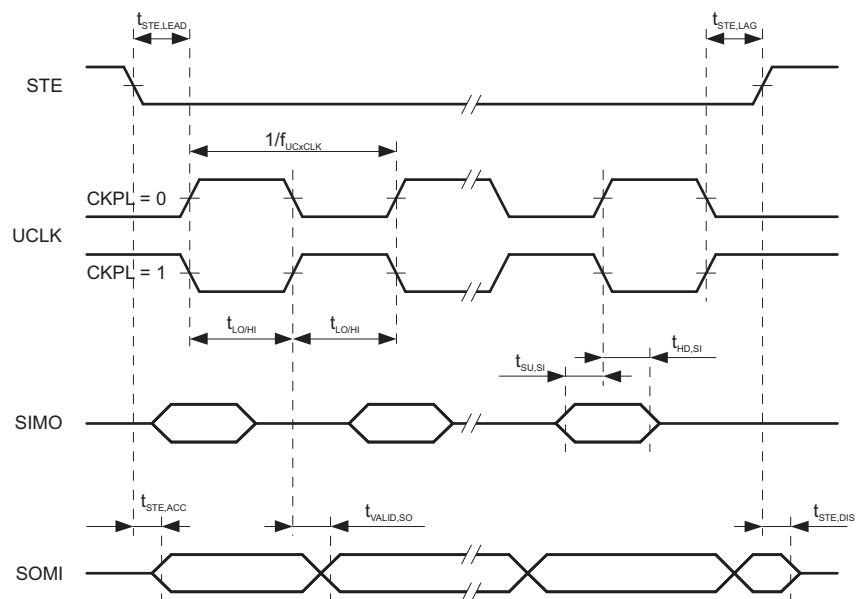 tSTE,LEAD
tSTE,LAG
STE
1/fUCxCLK
CKPL = 0
UCLK
CKPL = 1
tLO/HI tLO/HI
tSU,SI
tHD,SI
SIMO
tSTE,ACC
tVALID,SO
tSTE,DIS
SOMI